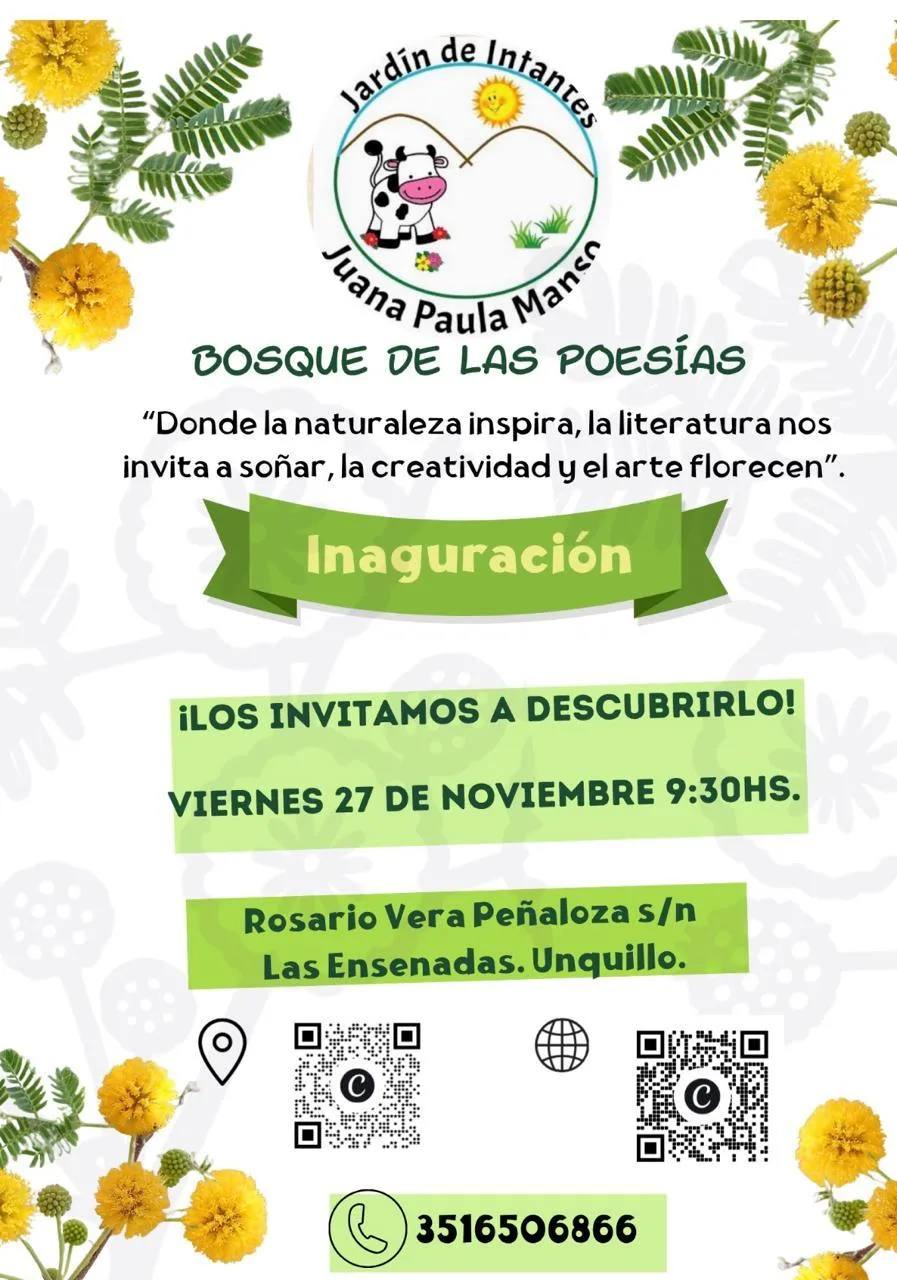 Jardín de Infantes
Juana Paula Manso
BOSQUE DE LAS POESÍAS
“Donde la naturaleza inspira, la literatura nos
invita a soñar, la creatividad y el arte florecen”.
Inaguración
¡LOS INVITAMOS A DESCUBRIRLO!
VIERNES 27 DE NOVIEMBRE 9:30HS.
Rosario Vera Peñaloza s/n
Las Ensenadas. Unquillo.
C
C
3516506866